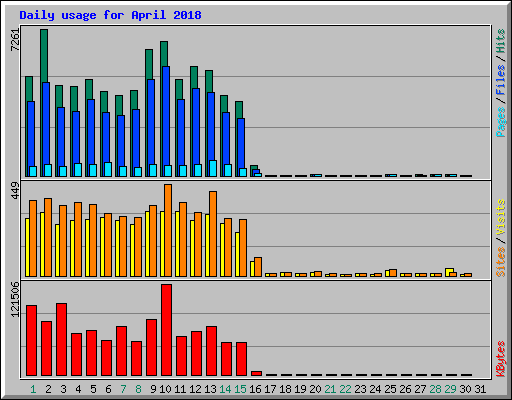 Daily usage for April 2018
7261
Pages / Files / Hits
449
Sites / Visits
121506
KBytes
1 2 3 4 5 6 7 8 9 10 11 12 13 14 15 16 17 18 19 20 21 22 23 24 25 26 27 28 29 30 31